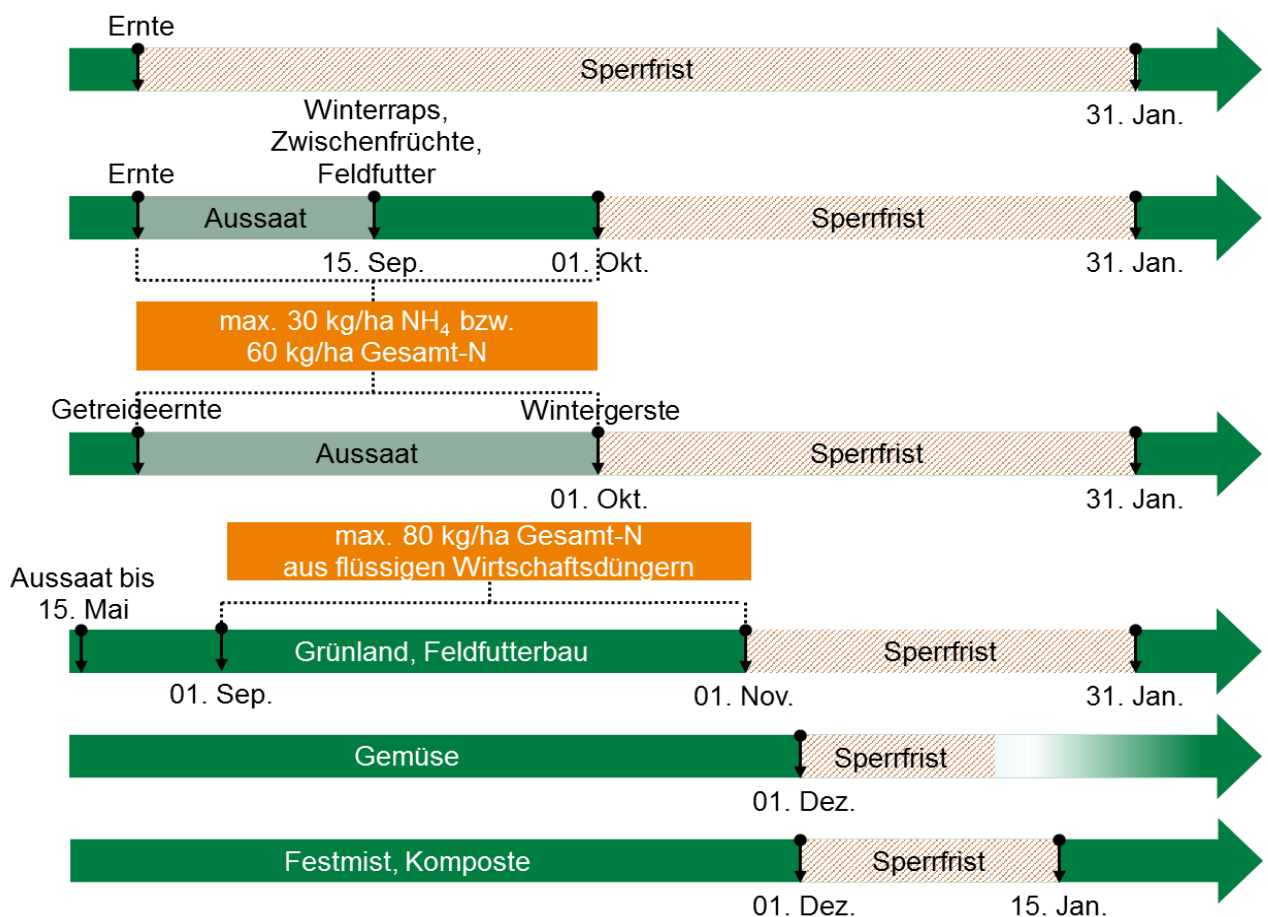 Ernte
Sperrfrist
31. Jan.
Winterraps,
Zwischenfrüchte,
Feldfutter
Ernte
Aussaat
Sperrfrist
15. Sep.
01. Okt.
31. Jan.
max. 30 kg/ha NH₄ bzw.
60 kg/ha Gesamt-N
Getreideernte
Wintergerste
Aussaat
Sperrfrist
01. Okt.
31. Jan.
max. 80 kg/ha Gesamt-N
aus flüssigen Wirtschaftsdüngern
Aussaat bis
15. Mai
Grünland, Feldfutterbau
Sperrfrist
01. Sep.
01. Nov.
31. Jan.
Gemüse
Sperrfrist
01. Dez.
Festmist, Komposte
Sperrfrist
01. Dez.
15. Jan.